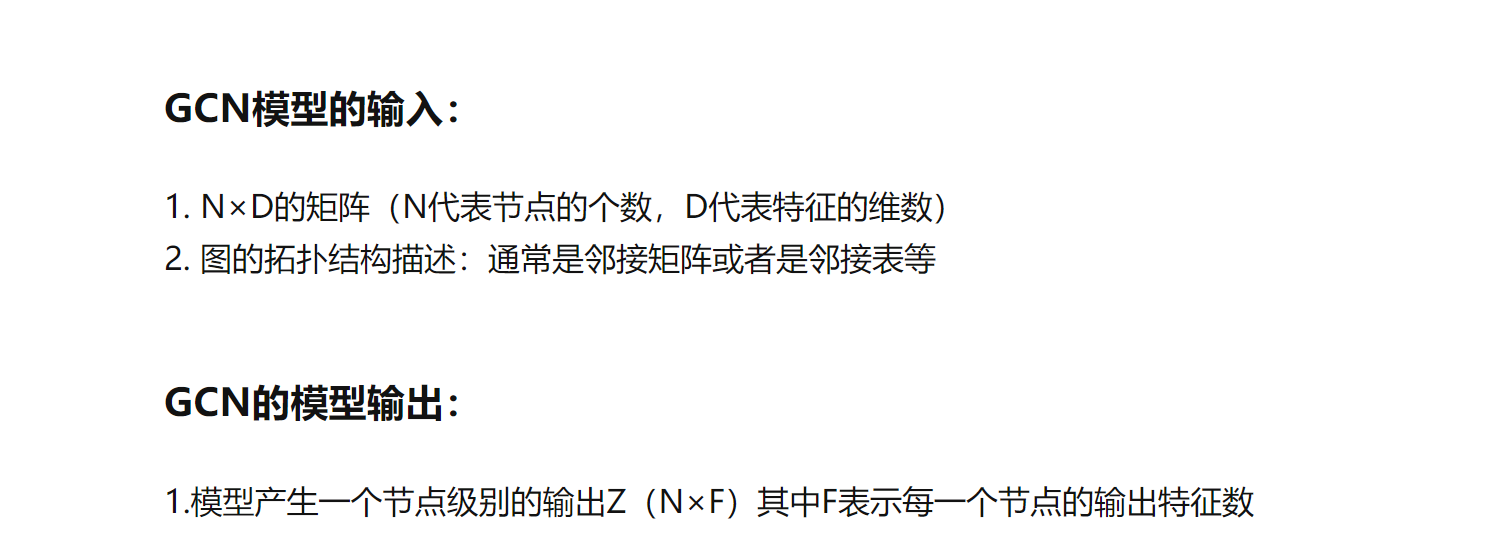 GCN模型的输入：
1. N×D的矩阵（N代表节点的个数，D代表特征的维数）
2. 图的拓扑结构描述：通常是邻接矩阵或者是邻接表等
GCN的模型输出：
1.模型产生一个节点级别的输出Z（N×F）其中F表示每一个节点的输出特征数